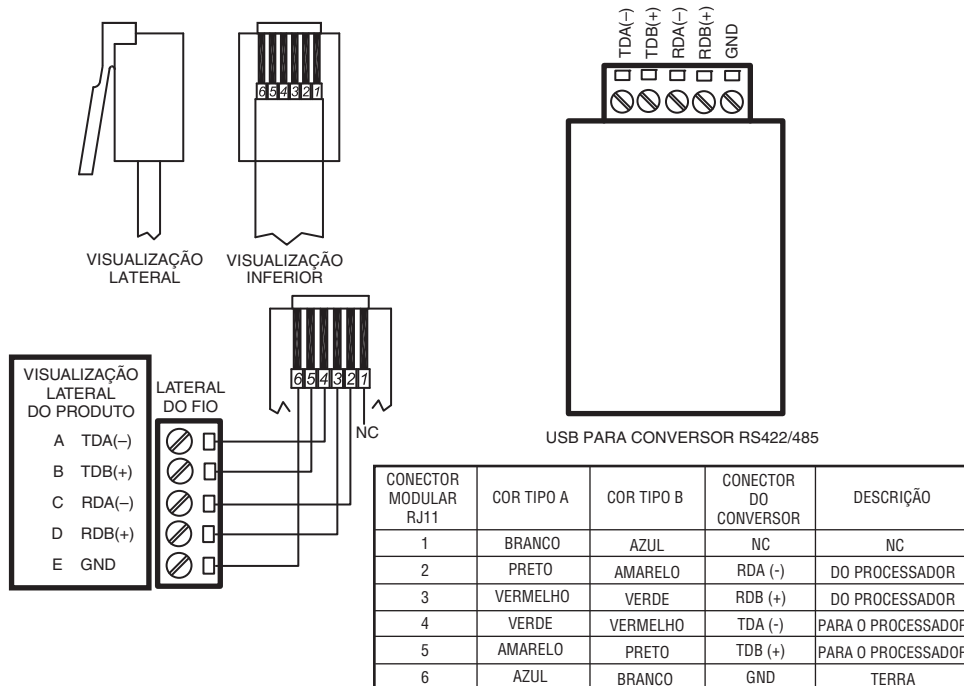 TDA(–)
TDB(+)
RDA(–)
RDB(+)
GND
6 5 4 3 2 1
VISUALIZAÇÃO
LATERAL
VISUALIZAÇÃO
INFERIOR
6 5 4 3 2 1
NC
VISUALIZAÇÃO
LATERAL
DO PRODUTO
LATERAL
DO FIO
A TDA(–)
B TDB(+)
C RDA(–)
D RDB(+)
E GND
USB PARA CONVERSOR RS422/485
CONECTOR
MODULAR
RJ11
COR TIPO A
COR TIPO B
CONECTOR
DO
CONVERSOR
DESCRIÇÃO
1 BRANCO AZUL NC NC
2 PRETO AMARELO RDA (-) DO PROCESSADOR
3 VERMELHO VERDE RDB (+) DO PROCESSADOR
4 VERDE VERMELHO TDA (-) PARA O PROCESSADOR
5 AMARELO PRETO TDB (+) PARA O PROCESSADOR
6 AZUL BRANCO GND TERRA